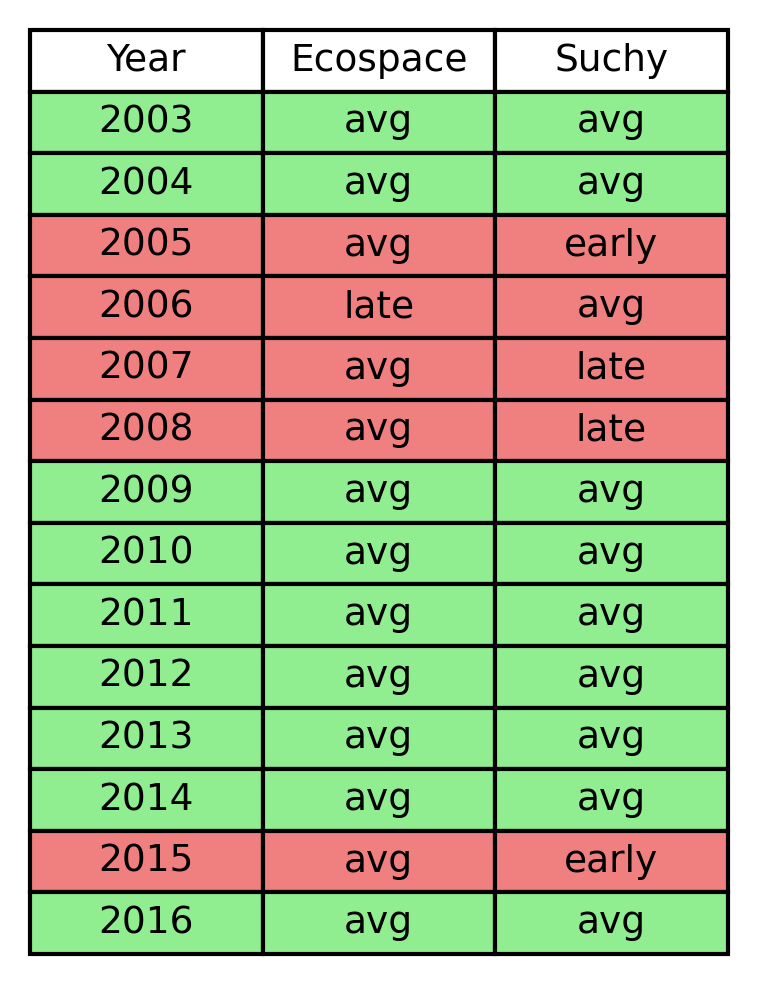 Year Ecospace Suchy
2003 avg avg
2004 avg avg
2005 avg early
2006 late avg
2007 avg late
2008 avg late
2009 avg avg
2010 avg avg
2011 avg avg
2012 avg avg
2013 avg avg
2014 avg avg
2015 avg early
2016 avg avg